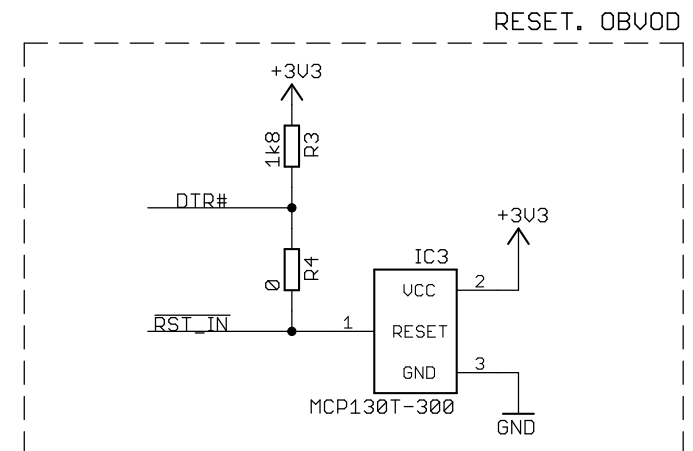 RESET. OBVOD
+3V3
1k8
R3
DTR#
+3V3
R4
0
IC3
2
VCC
RST_IN
1
RESET
3
GND
MCP130T-300
GND